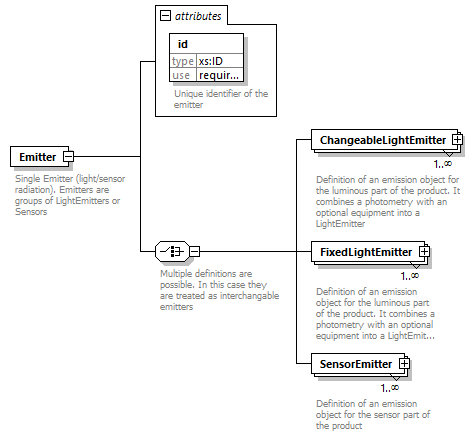 attributes
id
type xs:ID
use requir...
Unique identifier of the
emitter
Emitter
Single Emitter (light/sensor
radiation). Emitters are
groups of LightEmitters or
Sensors
Multiple definitions are
possible. In this case they
are treated as interchangable
emitters
ChangeableLightEmitter
1..∞
Definition of an emission object for
the luminous part of the product. It
combines a photometry with an
optional equipment into a
LightEmitter
FixedLightEmitter
1..∞
Definition of an emission
object for the luminous part
of the product. It combines a
photometry with an optional
equipment into a LightEmit...
SensorEmitter
1..∞
Definition of an emission
object for the sensor part of
the product